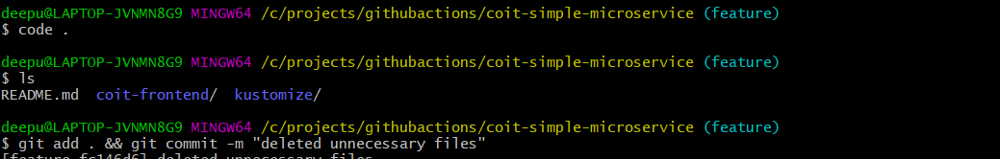 deepu@LAPTOP-JVNMN8G9 MINGW64 /c/projects/githubactions/coit-simple-microservice (feature)
$ code .
deepu@LAPTOP-JVNMN8G9 MINGW64 /c/projects/githubactions/coit-simple-microservice (feature)
$ ls
README.md  coit-frontend/  kustomize/
deepu@LAPTOP-JVNMN8G9 MINGW64 /c/projects/githubactions/coit-simple-microservice (feature)
$ git add . && git commit -m "deleted unnecessary files"
[feature fc146d6] deleted unnecessary files